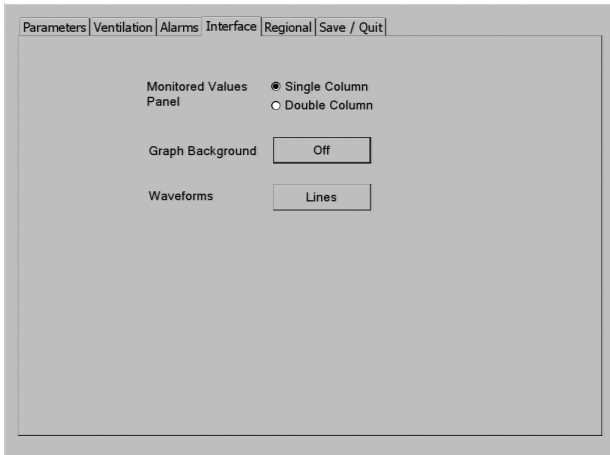 Parameters Ventilation Alarms Interface Regional Save / Quit
Monitored Values Panel
Single Column
Double Column
Graph Background Off
Waveforms Lines